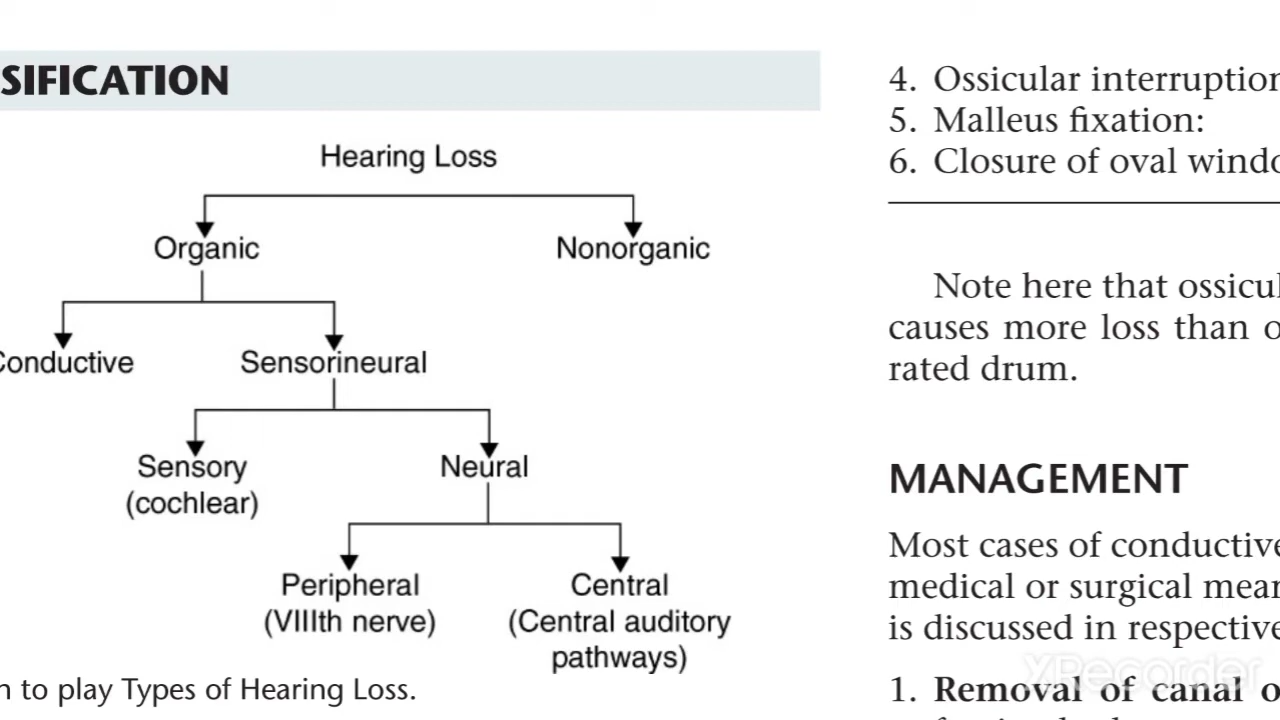 SIFICATION
Hearing Loss
Organic Nonorganic
Conductive Sensorineural
Sensory Neural
(cochlear)
Peripheral Central
(VIIIth nerve) (Central auditory
pathways)
to play Types of Hearing Loss.
4. Ossicular interruption
5. Malleus fixation:
6. Closure of oval windo
Note here that ossicul
causes more loss than o
rated drum.
MANAGEMENT
Most cases of conductive
medical or surgical mean
is discussed in respective
1. Removal of canal o
XRecorder